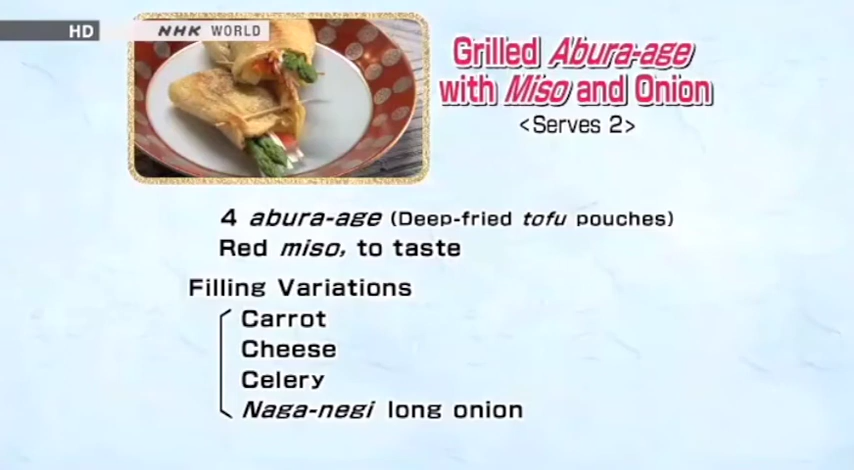 HD
NHK WORLD
Grilled Abura-age
with Miso and Onion
<Serves 2>
4 abura-age (Deep-fried tofu pouches)
Red miso, to taste
Filling Variations
Carrot
Cheese
Celery
Naga-negi long onion